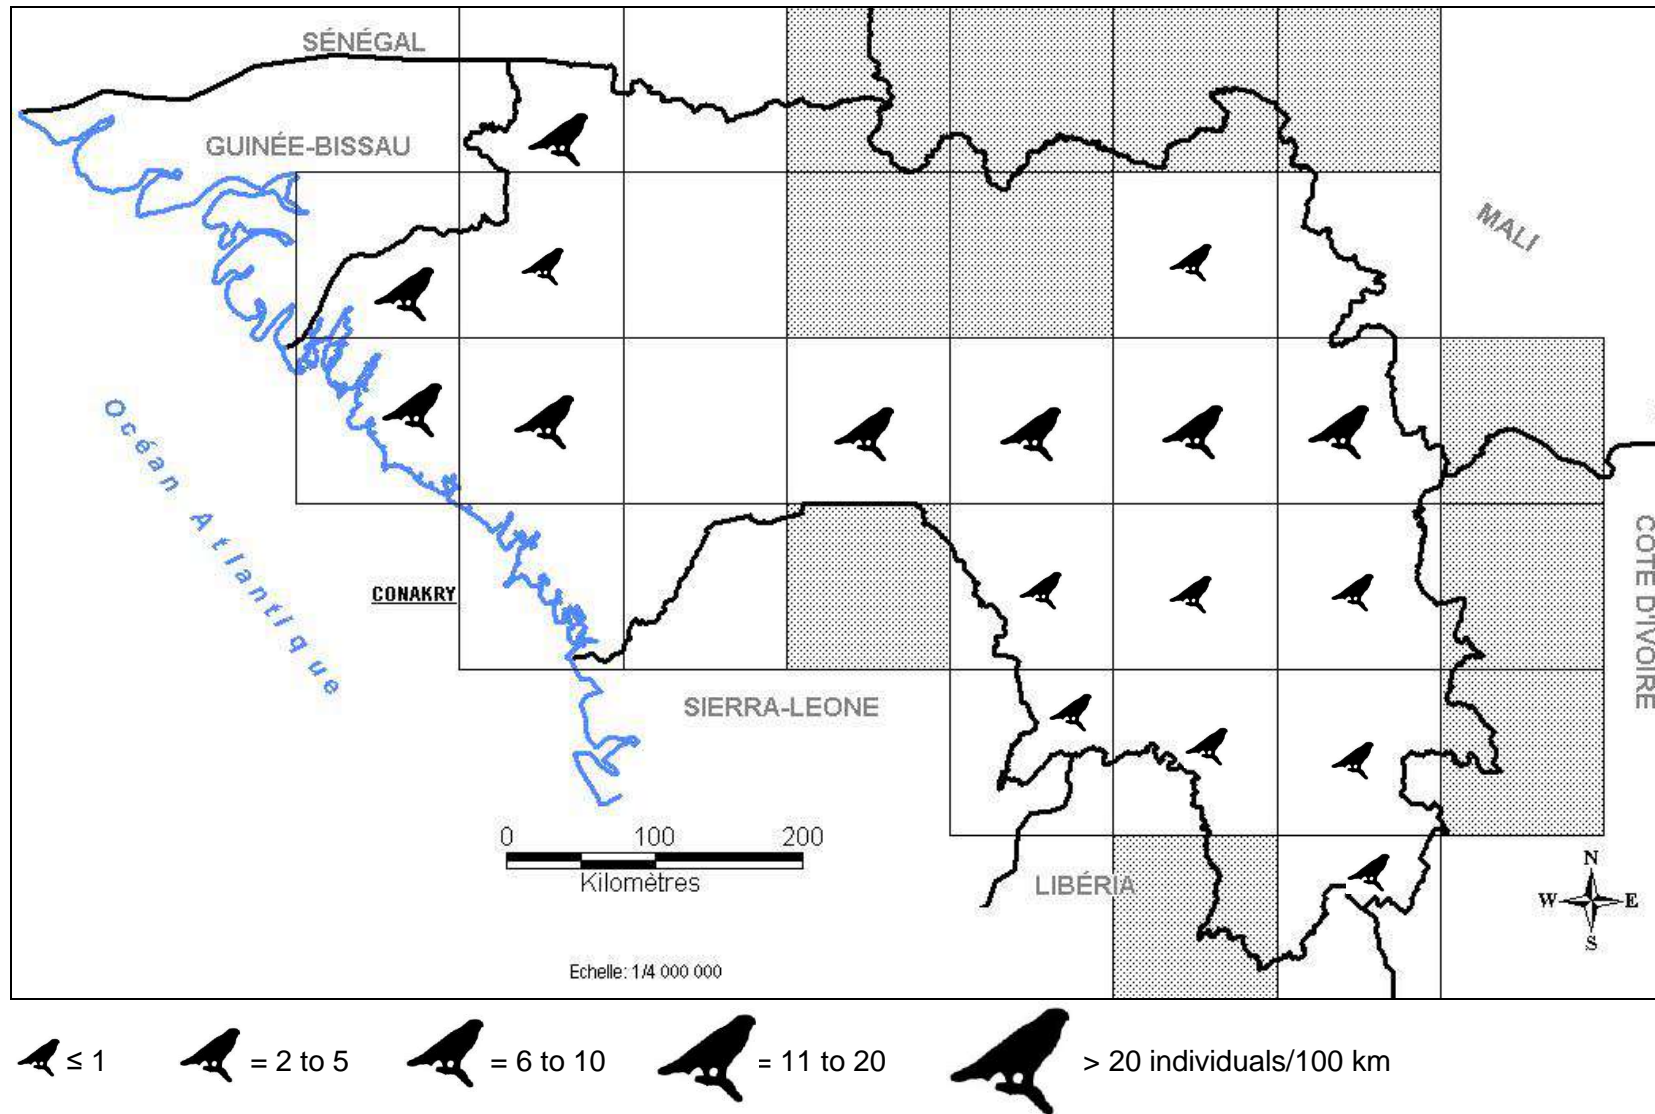 SÉNÉGAL
GUINÉE-BISSAU
MALI
Océan Atlantique
CONAKRY
COTE D'IVOIRE
SIERRA-LEONE
0 100 200
Kilomètres
LIBÉRIA
N
W E
S
Echelle: 1/4 000 000
≤ 1 = 2 to 5 = 6 to 10 = 11 to 20 > 20 individuals/100 km